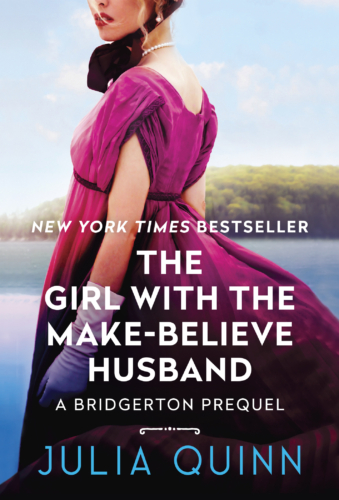 NEW YORK TIMES BESTSELLER
THE
GIRL WITH THE
MAKE-BELIEVE
HUSBAND
A BRIDGERTON PREQUEL
JULIA QUINN